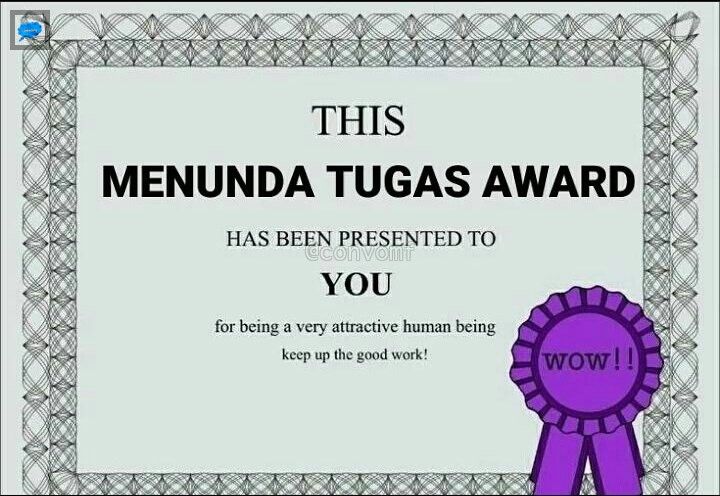 THIS
MENUNDA TUGAS AWARD
HAS BEEN PRESENTED TO
@convomf
YOU
for being a very attractive human being
keep up the good work!
wow!!